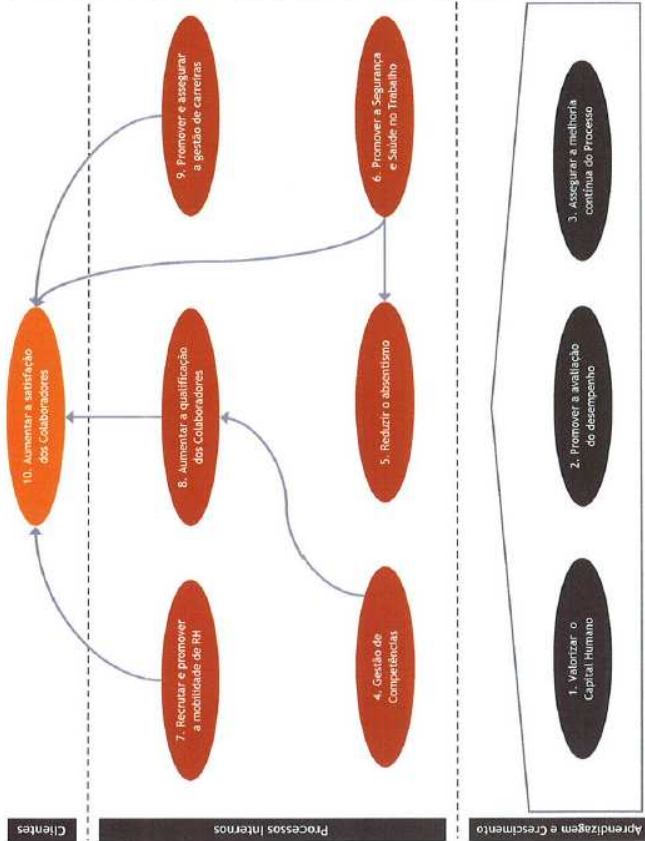 Clientes
10. Aumentar a satisfação
dos Colaboradores
Processos Internos
7. Recrutar e promover
a mobilidade de RH
8. Aumentar a qualificação
dos Colaboradores
9. Promover e assegurar
a gestão de carreiras
4. Gestão de
Competências
5. Reduzir o absentismo
6. Promover a Segurança
e Saúde no Trabalho
Aprendizagem e Crescimento
1. Valorizar o
Capital Humano
2. Promover a avaliação
do desempenho
3. Assegurar a melhoria
contínua do Processo